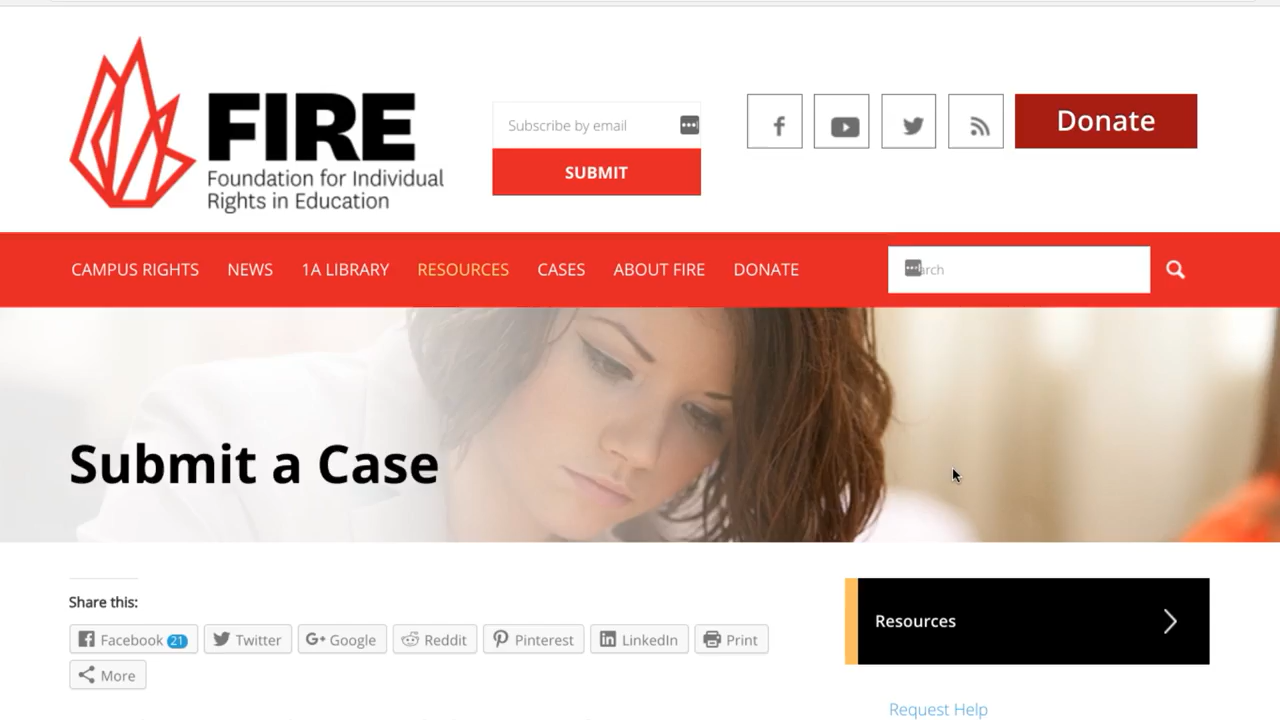 FIRE
Foundation for Individual
Rights in Education
Subscribe by email
SUBMIT
Donate
CAMPUS RIGHTS NEWS 1A LIBRARY RESOURCES CASES ABOUT FIRE DONATE
Submit a Case
Share this:
Facebook 21 Twitter Google Reddit Pinterest LinkedIn Print
More
Resources
Request Help